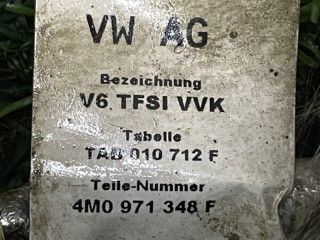 VW AG
Bezeichnung
V6 TFSI VVK
Tabelle
TAB 010 712 F
Teile-Nummer
4M0 971 348 F